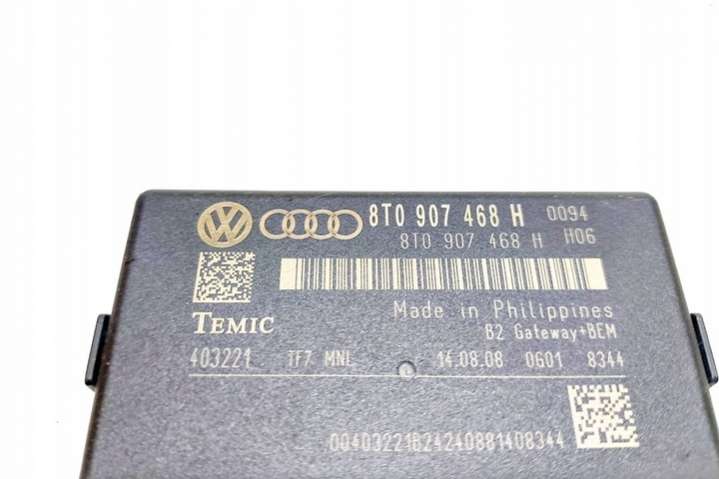 8T0 907 468 H 0094
8T0 907 468 H H06
Made in Philippines
TEMIC B2 Gateway+BEM
403221 TF7 MNL 14.08.08 0601 8344
00403221B24240881408344